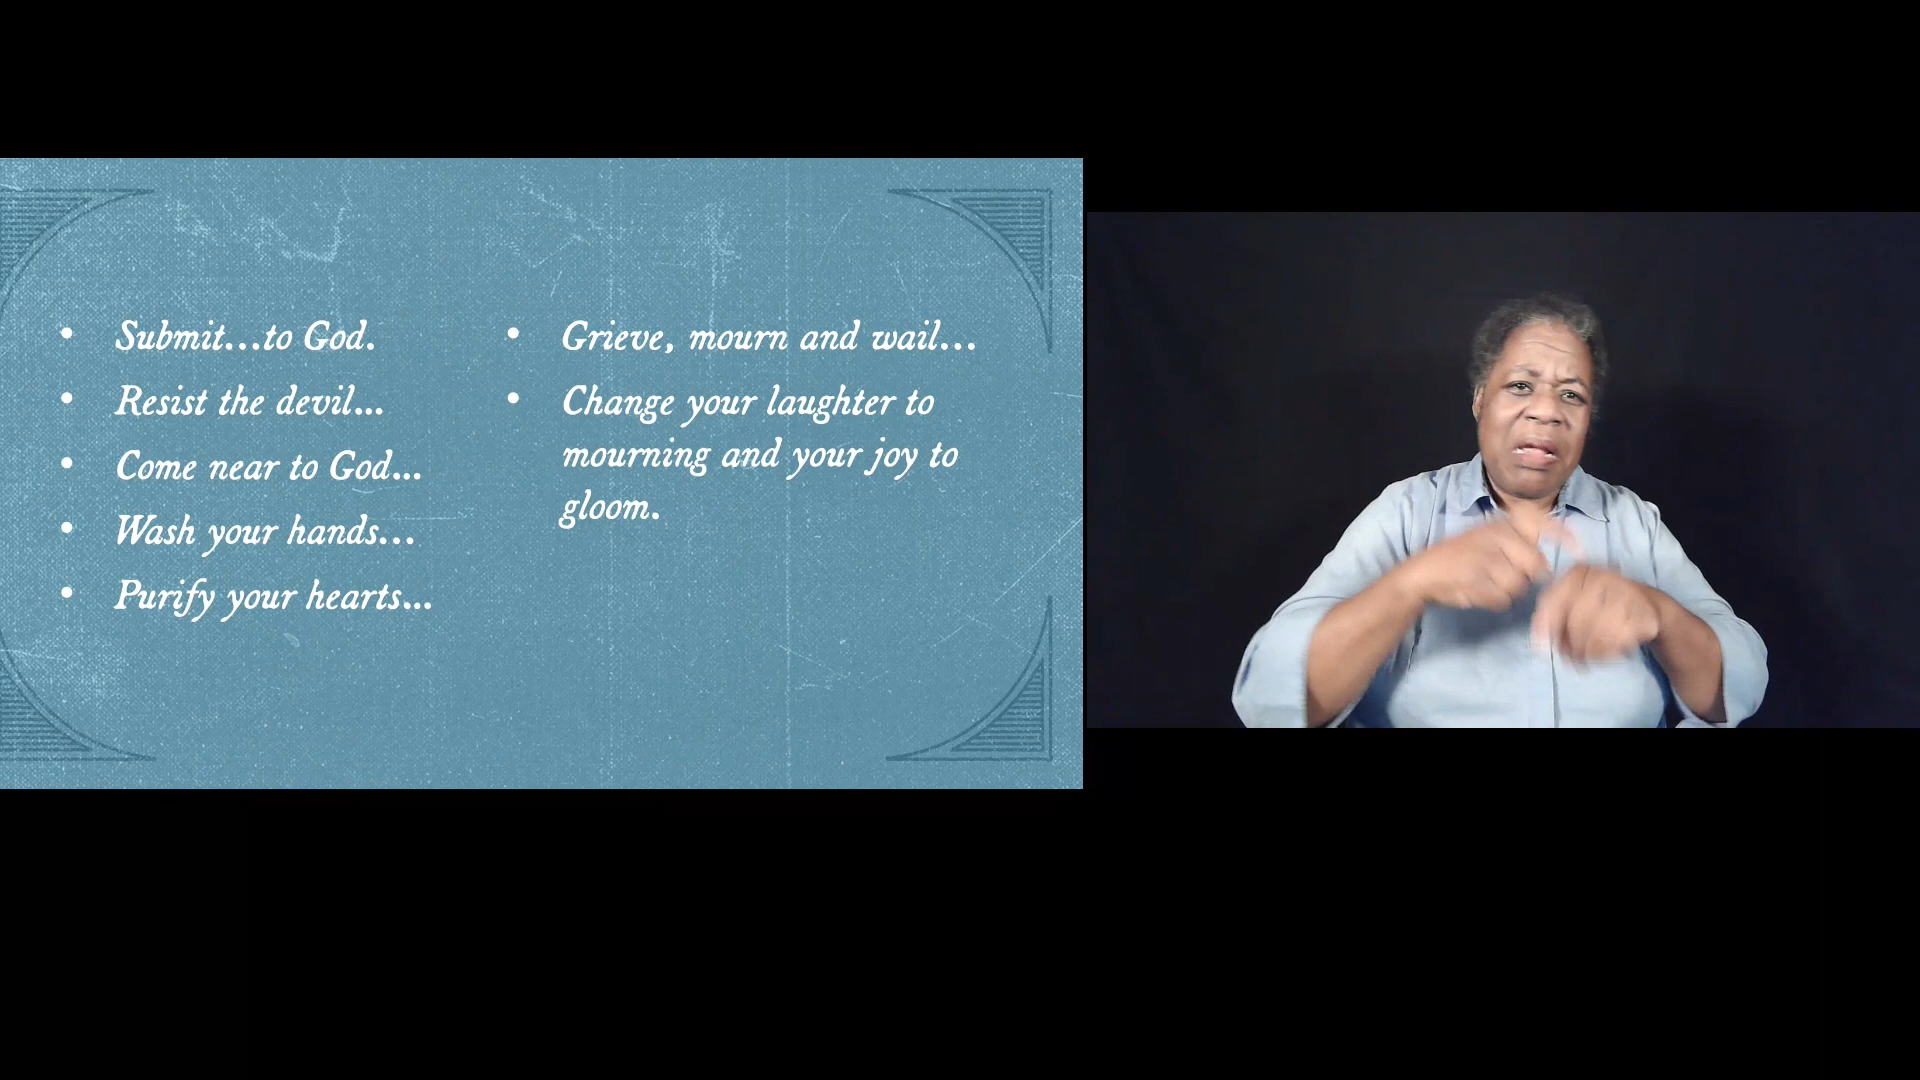 • Submit...to God.
• Resist the devil...
• Come near to God...
• Wash your hands...
• Purify your hearts...
• Grieve, mourn and wail...
• Change your laughter to
mourning and your joy to
gloom.